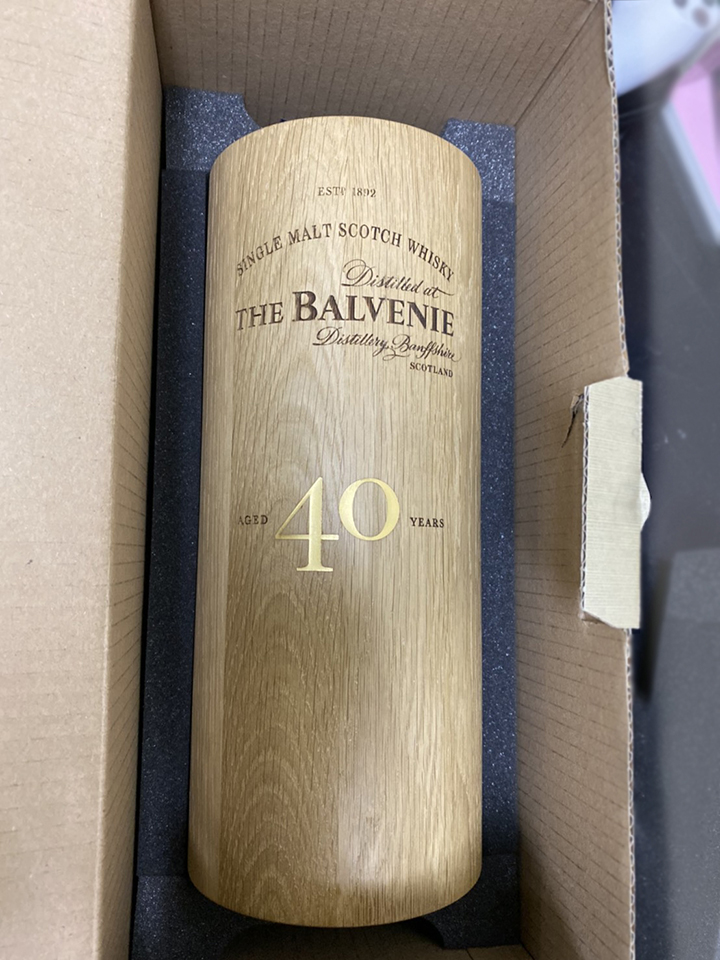 ESTD 1892
SINGLE MALT SCOTCH WHISKY
Distilled at
THE BALVENIE
Distillery, Banffshire
SCOTLAND
AGED 40 YEARS